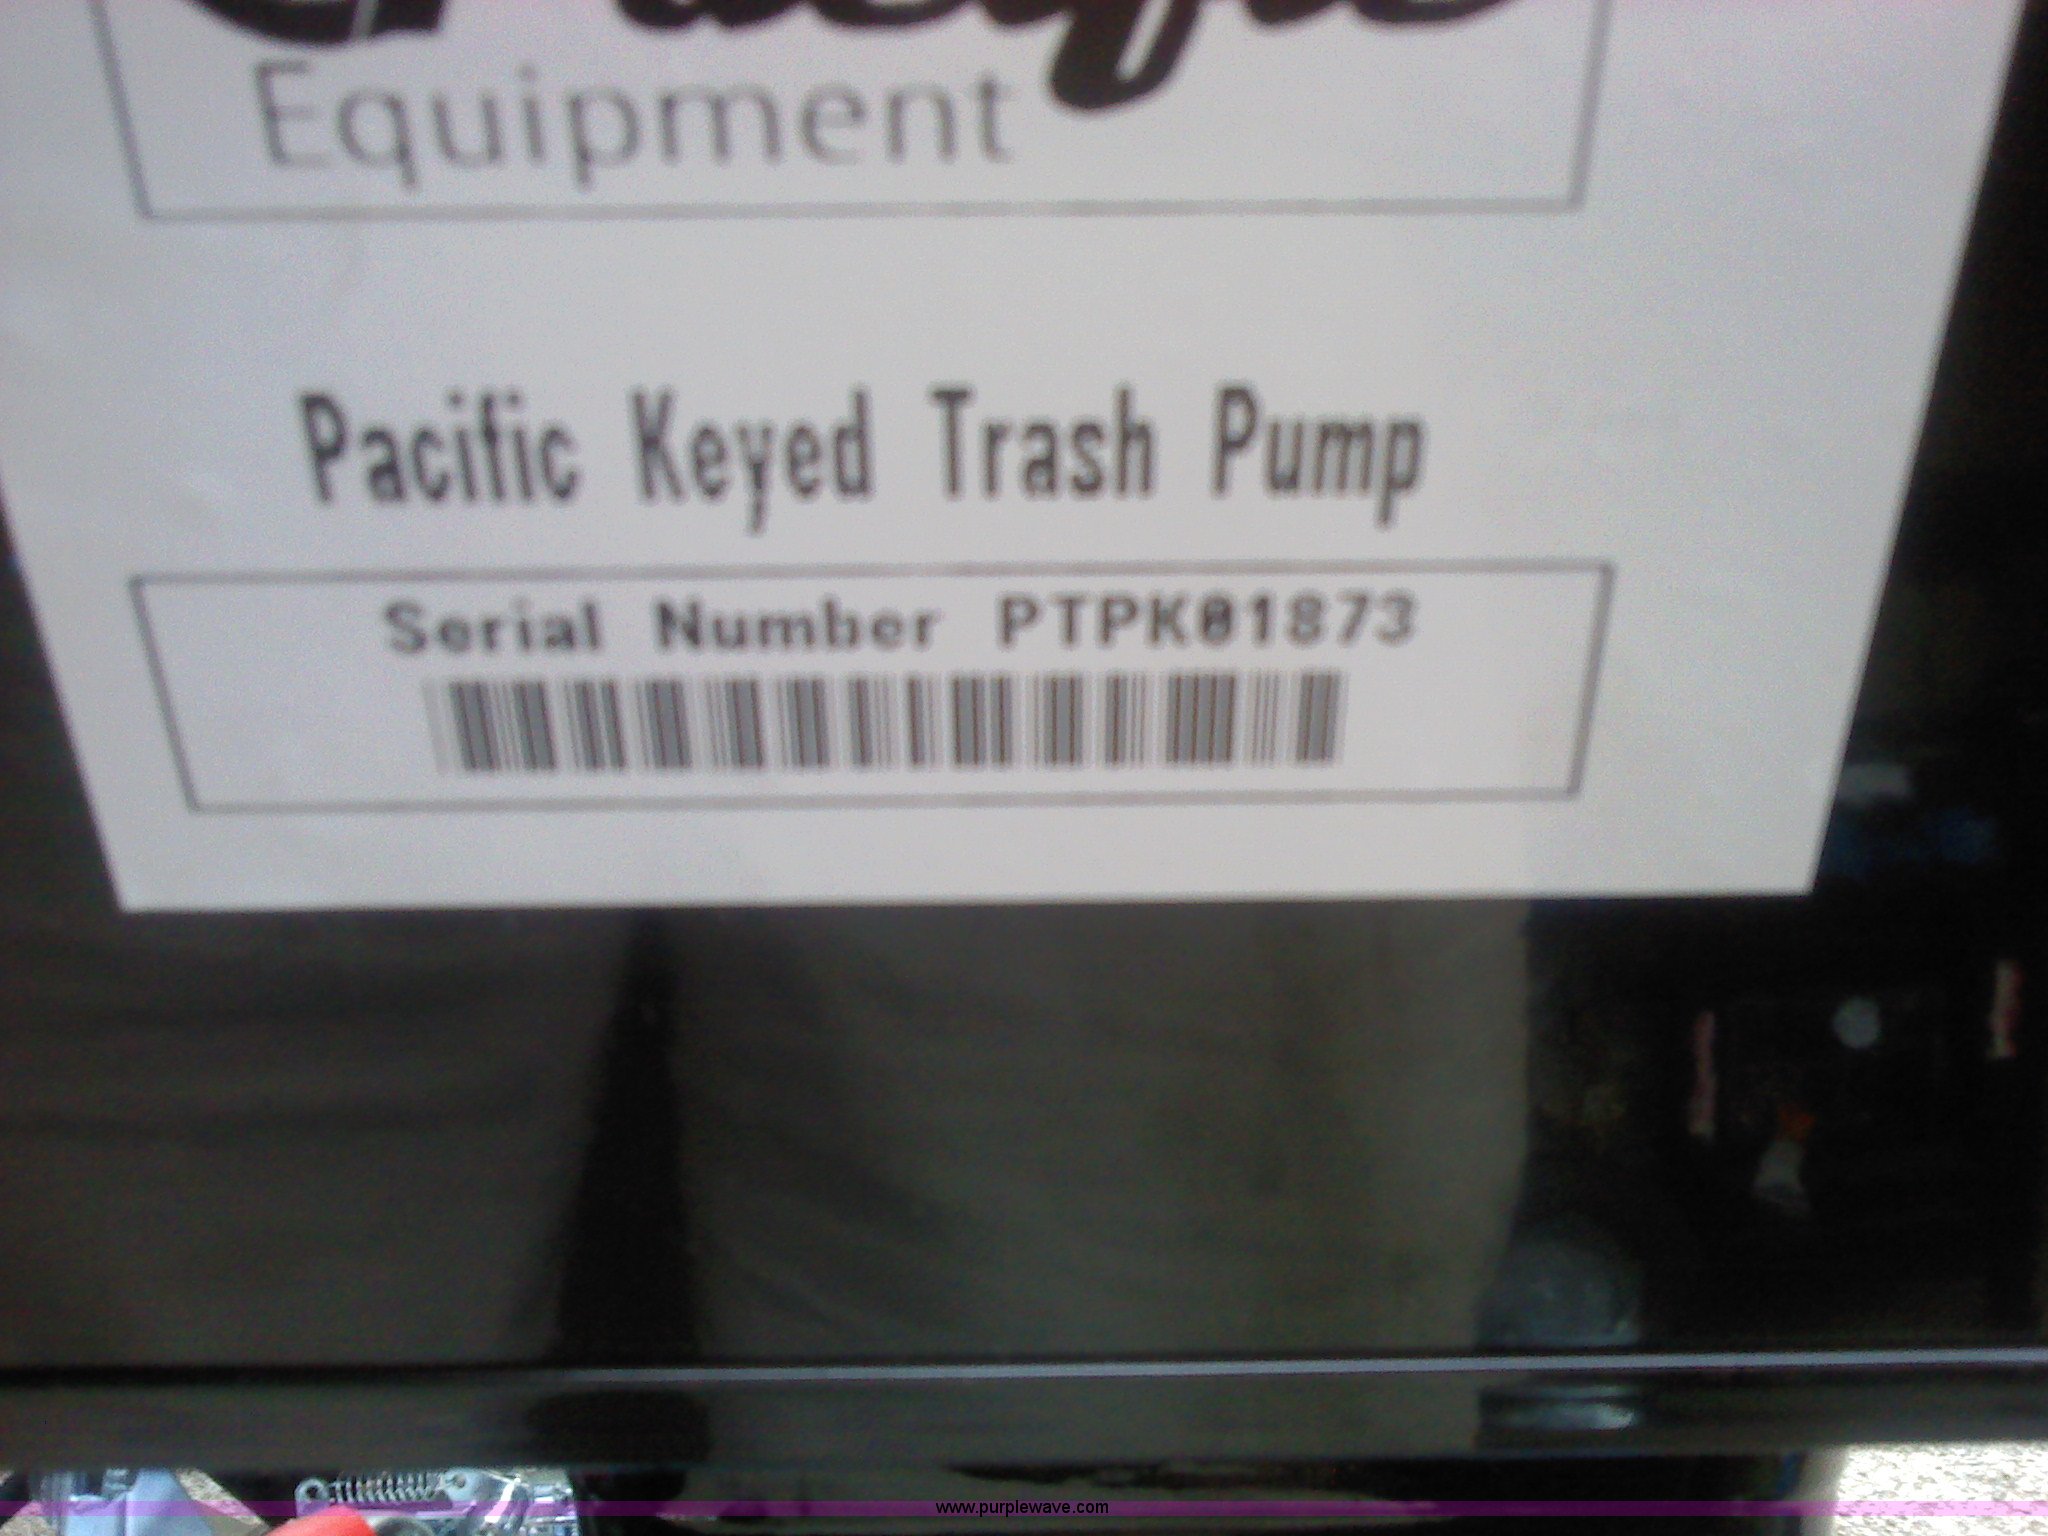 Equipment
Pacific Keyed Trash Pump
Serial Number PTPK01873
www.purplewave.com